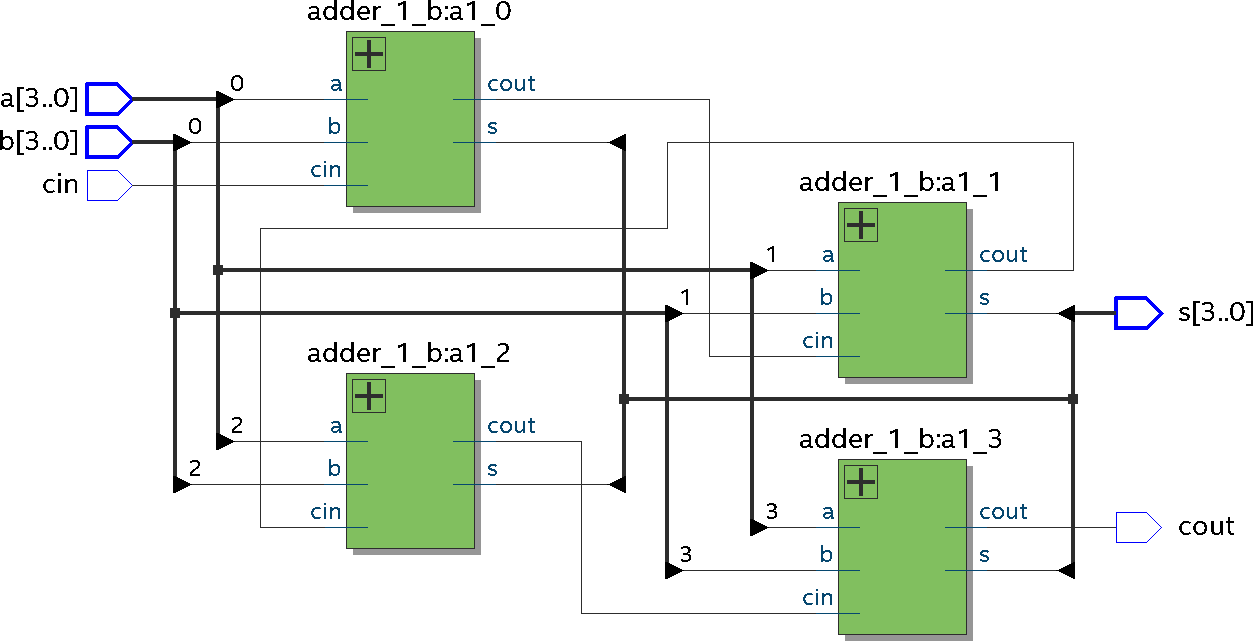 adder_1_b:a1_0
a[3..0] 0 a cout
b[3..0] 0 b s
cin cin
adder_1_b:a1_1
1 a cout
1 b s s[3..0]
cin
adder_1_b:a1_2
2 a cout
2 b s
cin
adder_1_b:a1_3
3 a cout cout
3 b s
cin